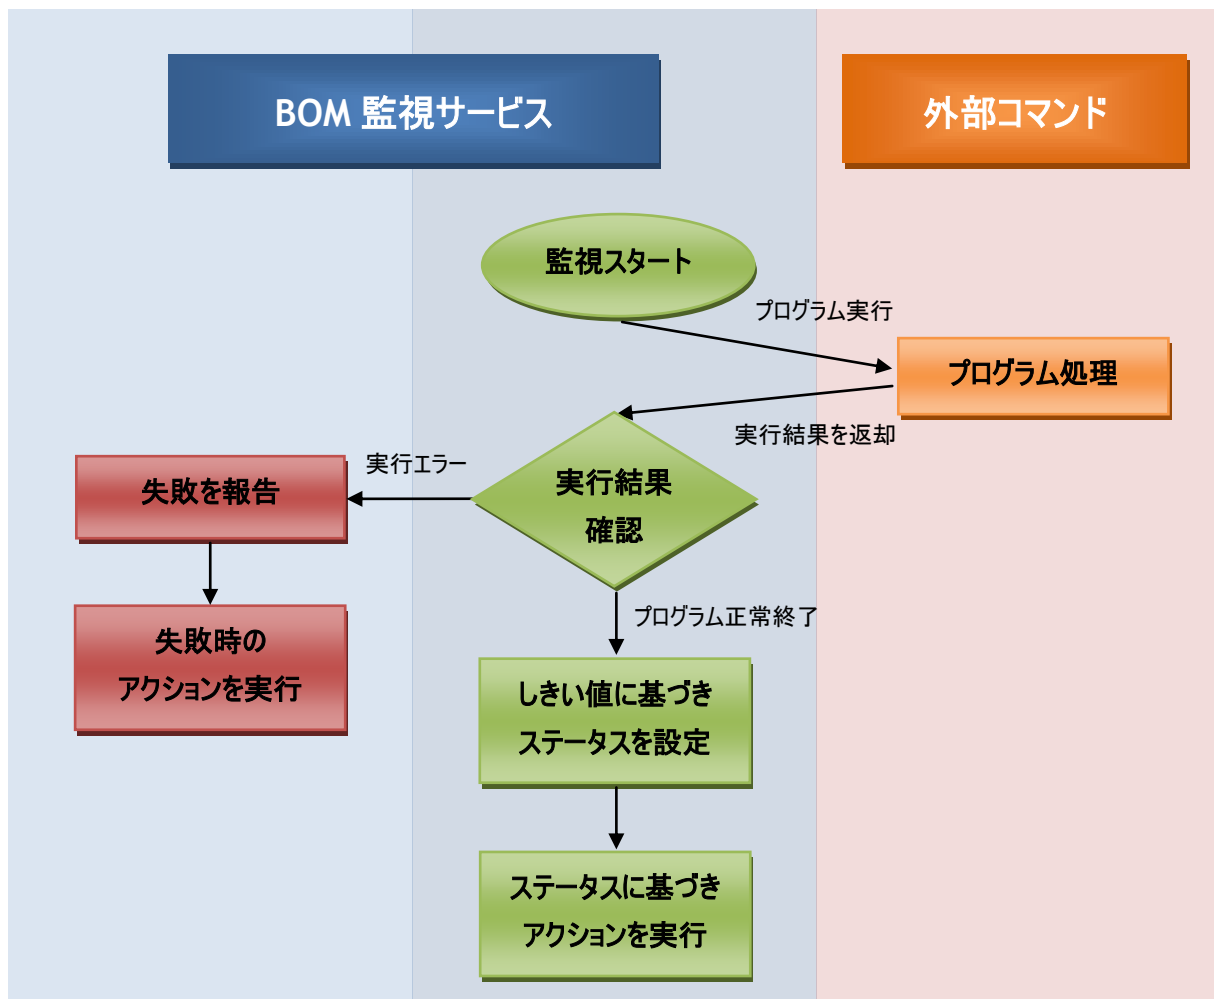 BOM 監視サービス
外部コマンド
監視スタート
プログラム実行
プログラム処理
実行結果を返却
実行結果
確認
実行エラー
失敗を報告
失敗時の
アクションを実行
プログラム正常終了
しきい値に基づき
ステータスを設定
ステータスに基づき
アクションを実行